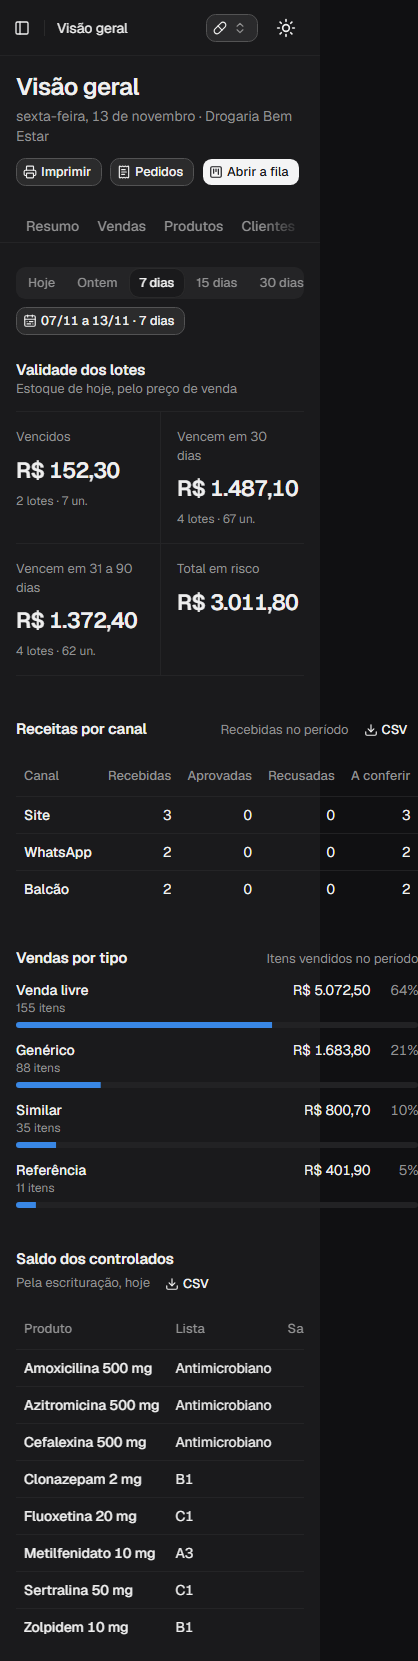 Visão geral
Visão geral
sexta-feira, 13 de novembro · Drogaria Bem
Estar
Imprimir Pedidos Abrir a fila
Resumo Vendas Produtos Clientes
Hoje Ontem 7 dias 15 dias 30 dias
07/11 a 13/11 · 7 dias
Validade dos lotes
Estoque de hoje, pelo preço de venda
Vencidos
R$ 152,30
2 lotes · 7 un.
Vencem em 30
dias
R$ 1.487,10
4 lotes · 67 un.
Vencem em 31 a 90
dias
R$ 1.372,40
4 lotes · 62 un.
Total em risco
R$ 3.011,80
Receitas por canal Recebidas no período CSV
Canal Recebidas Aprovadas Recusadas A conferir
Site 3 0 0 3
WhatsApp 2 0 0 2
Balcão 2 0 0 2
Vendas por tipo Itens vendidos no período
Venda livre R$ 5.072,50 64%
155 itens
Genérico R$ 1.683,80 21%
88 itens
Similar R$ 800,70 10%
35 itens
Referência R$ 401,90 5%
11 itens
Saldo dos controlados
Pela escrituração, hoje CSV
Produto Lista Sa
Amoxicilina 500 mg Antimicrobiano
Azitromicina 500 mg Antimicrobiano
Cefalexina 500 mg Antimicrobiano
Clonazepam 2 mg B1
Fluoxetina 20 mg C1
Metilfenidato 10 mg A3
Sertralina 50 mg C1
Zolpidem 10 mg B1